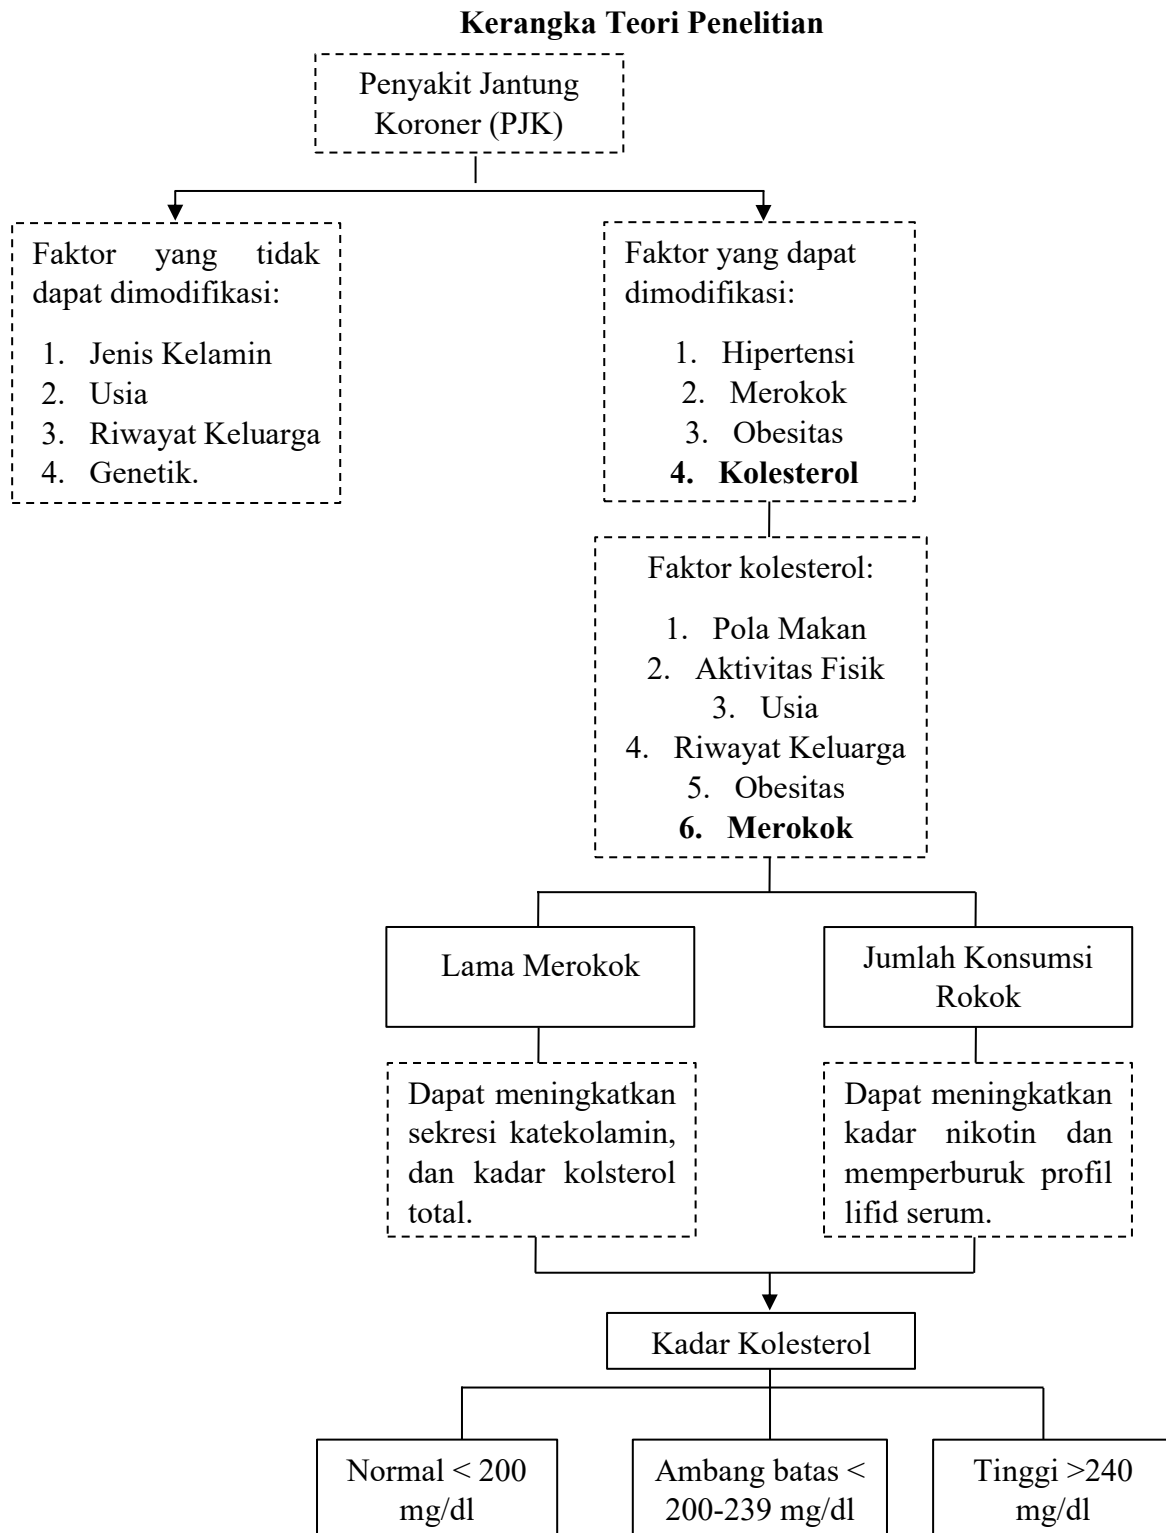 Kerangka Teori Penelitian
Penyakit Jantung
Koroner (PJK)
Faktor yang tidak
dapat dimodifikasi:
1. Jenis Kelamin
2. Usia
3. Riwayat Keluarga
4. Genetik.
Faktor yang dapat
dimodifikasi:
1. Hipertensi
2. Merokok
3. Obesitas
4. Kolesterol
Faktor kolesterol:
1. Pola Makan
2. Aktivitas Fisik
3. Usia
4. Riwayat Keluarga
5. Obesitas
6. Merokok
Lama Merokok
Jumlah Konsumsi
Rokok
Dapat meningkatkan
sekresi katekolamin,
dan kadar kolsterol
total.
Dapat meningkatkan
kadar nikotin dan
memperburuk profil
lifid serum.
Kadar Kolesterol
Normal < 200
mg/dl
Ambang batas <
200-239 mg/dl
Tinggi >240
mg/dl